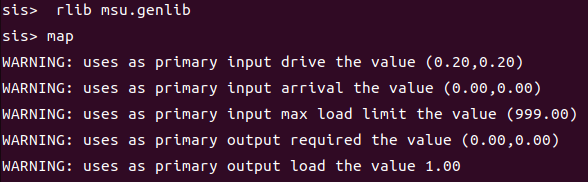 sis>  rlib msu.genlib
sis> map
WARNING: uses as primary input drive the value (0.20,0.20)
WARNING: uses as primary input arrival the value (0.00,0.00)
WARNING: uses as primary input max load limit the value (999.00)
WARNING: uses as primary output required the value (0.00,0.00)
WARNING: uses as primary output load the value 1.00